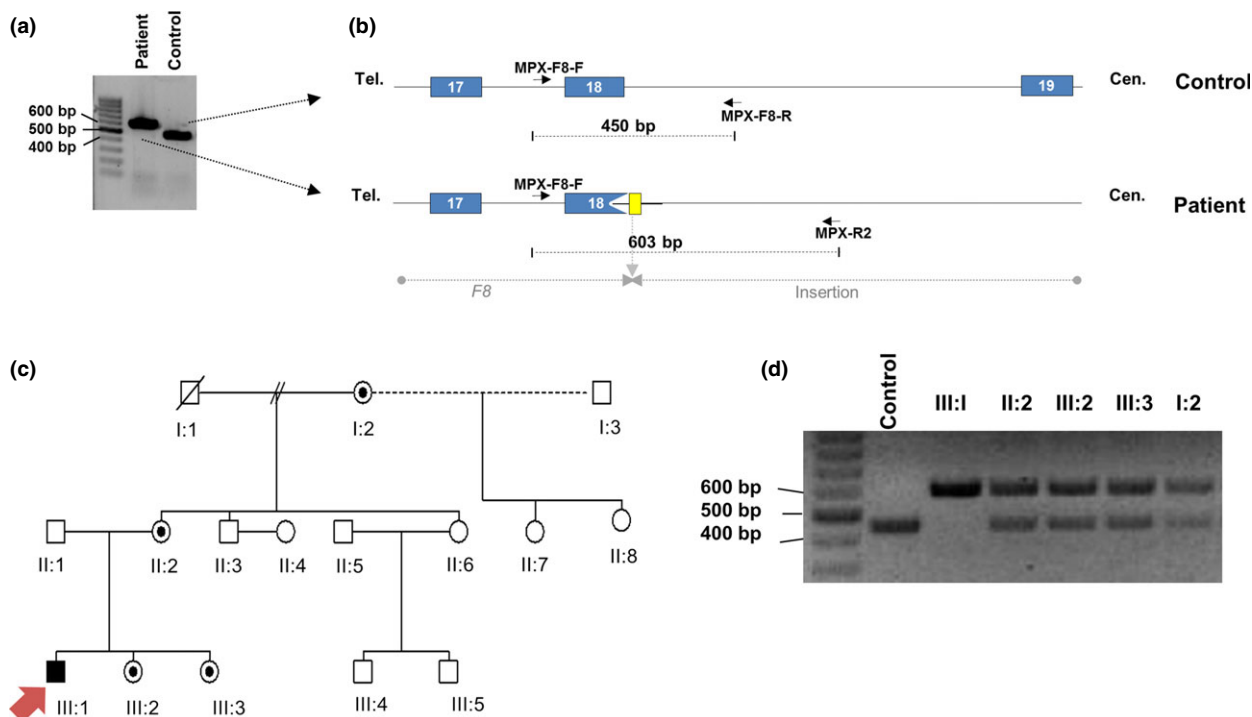 (a)
Patient
Control
600 bp
500 bp
400 bp
(b)
Tel.
17
MPX-F8-F
18
MPX-F8-R
19
Cen.
Control
450 bp
Tel.
17
MPX-F8-F
18
MPX-R2
Cen.
Patient
603 bp
F8
Insertion
(c)
I:1
I:2
I:3
II:1
II:2
II:3
II:4
II:5
II:6
II:7
II:8
III:1
III:2
III:3
III:4
III:5
(d)
Control
III:I
II:2
III:2
III:3
I:2
600 bp
500 bp
400 bp